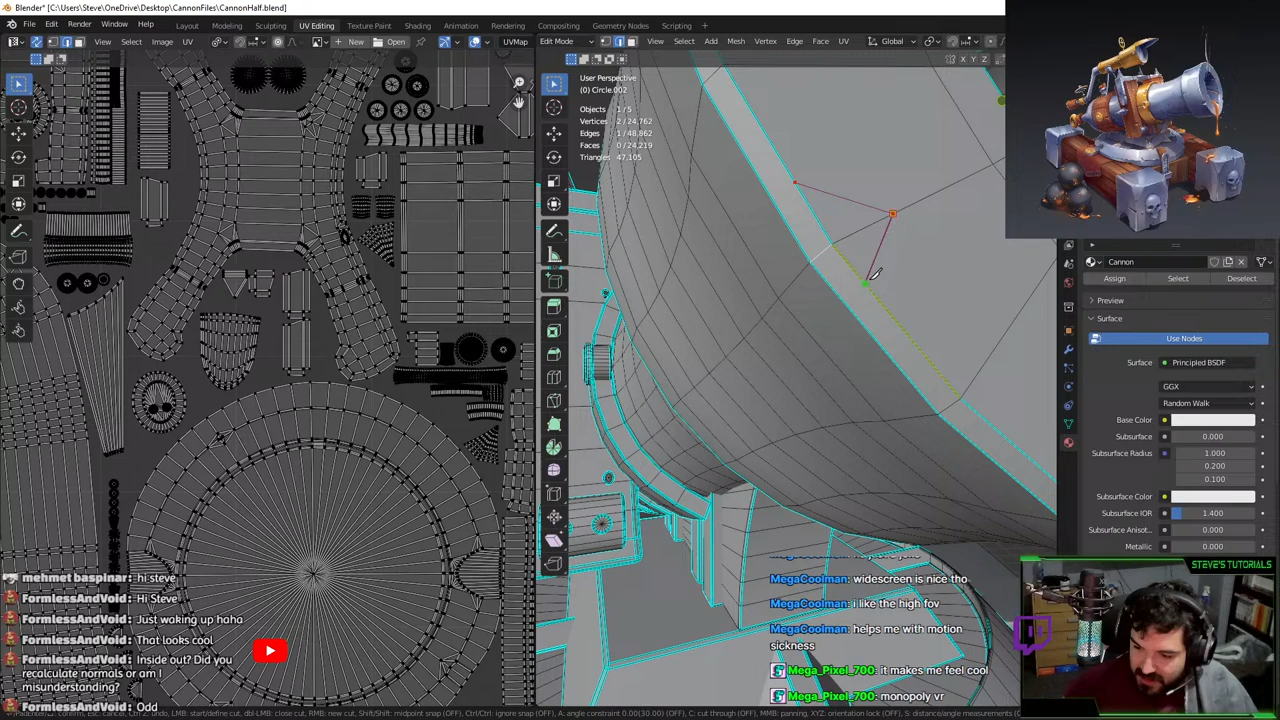 Blender* [C:\Users\Steve\OneDrive\Desktop\CannonFiles\CannonHalf.blend]
File Edit Render Window Help Layout Modeling Sculpting UV Editing Texture Paint Shading Animation Rendering Compositing Geometry Nodes Scripting
View Select Image UV New Open UVMap
Edit Mode View Select Add Mesh Vertex Edge Face UV Global
X Y Z
User Perspective
(0) Circle.002
Objects 1/5
Vertices 2/24,762
Edges 1/48,862
Faces 0/24,219
Triangles 47,105
Cannon
Assign Select Deselect
Preview
Surface
Use Nodes
Surface Principled BSDF
GGX
Random Walk
Base Color
Subsurface 0.000
Subsurface Radius 1.000
0.200
0.100
Subsurface Color
Subsurface IOR 1.400
Subsurface Anisot.. 0.000
Metallic 0.000
mehmet baspinar: hi steve
FormlessAndVoid: Hi Steve
FormlessAndVoid: Just waking up haha
FormlessAndVoid: That looks cool
FormlessAndVoid: Inside out? Did you
recalculate normals or am I
misunderstanding?
FormlessAndVoid: Odd
MegaCoolman: widescreen is nice tho
MegaCoolman: i like the high fov
MegaCoolman: helps me with motion
sickness
Mega_Pixel_700: it makes me feel cool
Mega_Pixel_700: monopoly vr
STEVE'S TUTORIALS